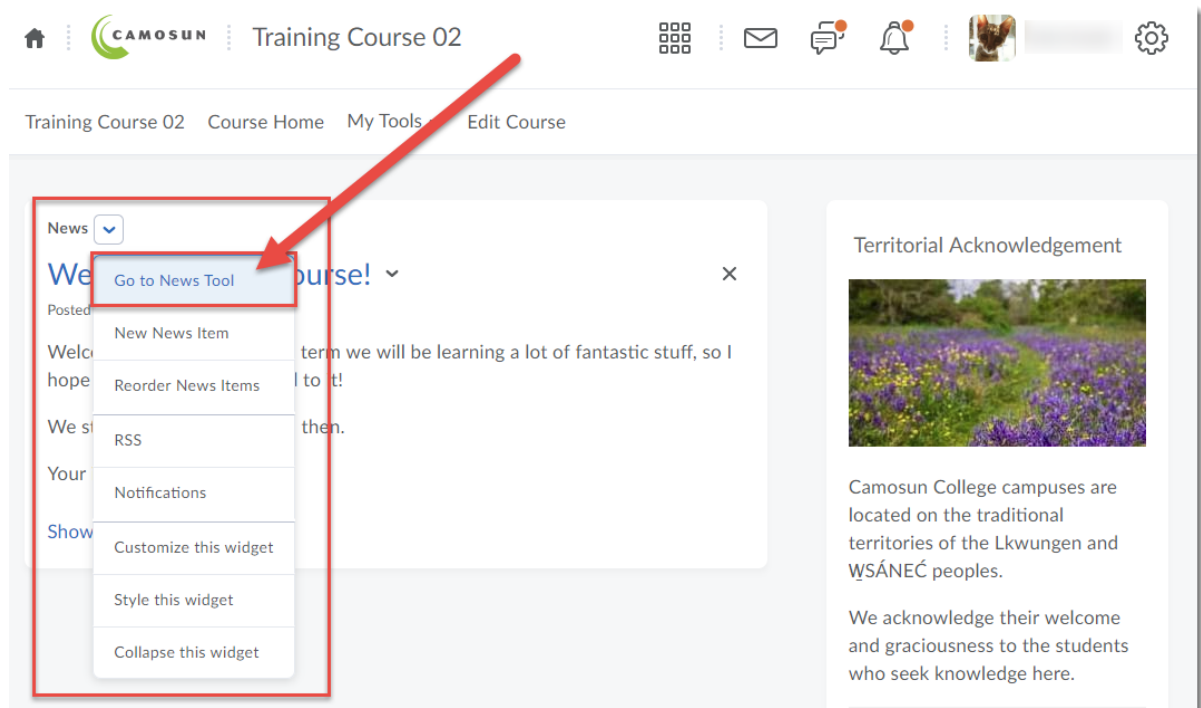 CAMOSUN
Training Course 02
Training Course 02 Course Home My Tools Edit Course
News
We
ourse!
Go to News Tool
Posted
New News Item
Welc
term we will be learning a lot of fantastic stuff, so I
hope
to it!
Reorder News Items
We st
then.
RSS
Your
Notifications
Show
Customize this widget
Style this widget
Collapse this widget
Territorial Acknowledgement
Camosun College campuses are
located on the traditional
territories of the Lkwungen and
W̱SÁNEĆ peoples.
We acknowledge their welcome
and graciousness to the students
who seek knowledge here.